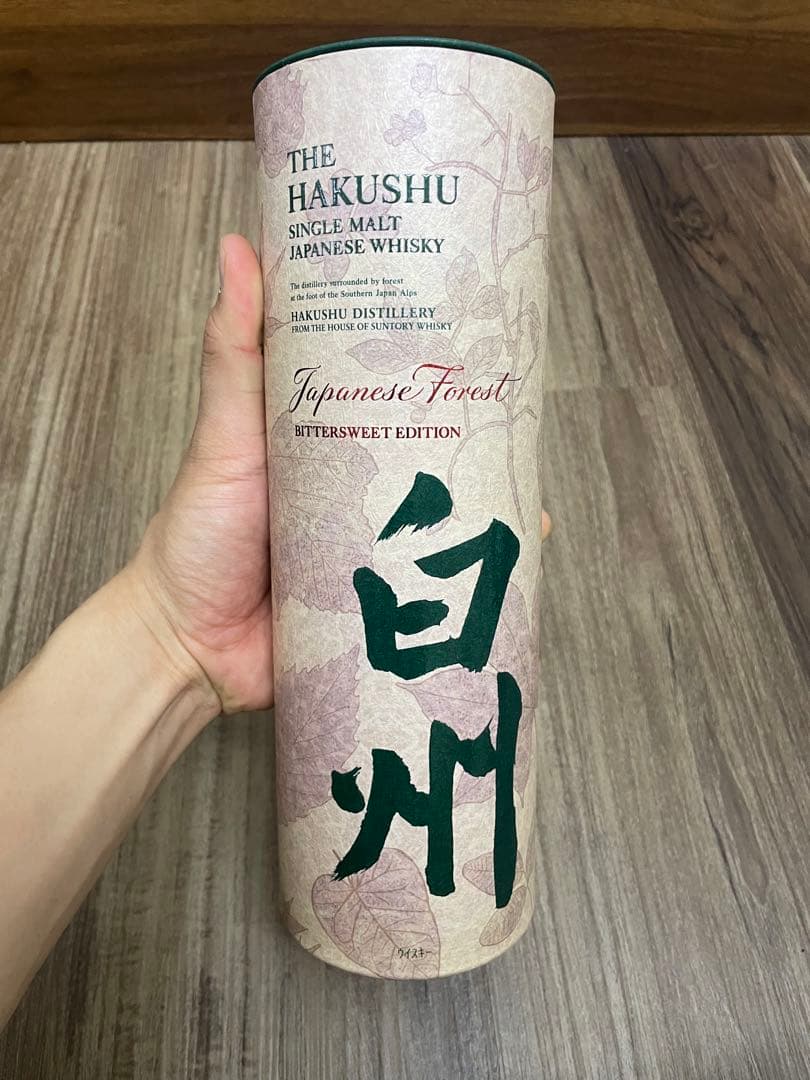 THE
HAKUSHU
SINGLE MALT
JAPANESE WHISKY
The distillery surrounded by forest
at the foot of the Southern Japan Alps
HAKUSHU DISTILLERY
FROM THE HOUSE OF SUNTORY WHISKY
Japanese Forest
BITTERSWEET EDITION
白
州
ウイスキー